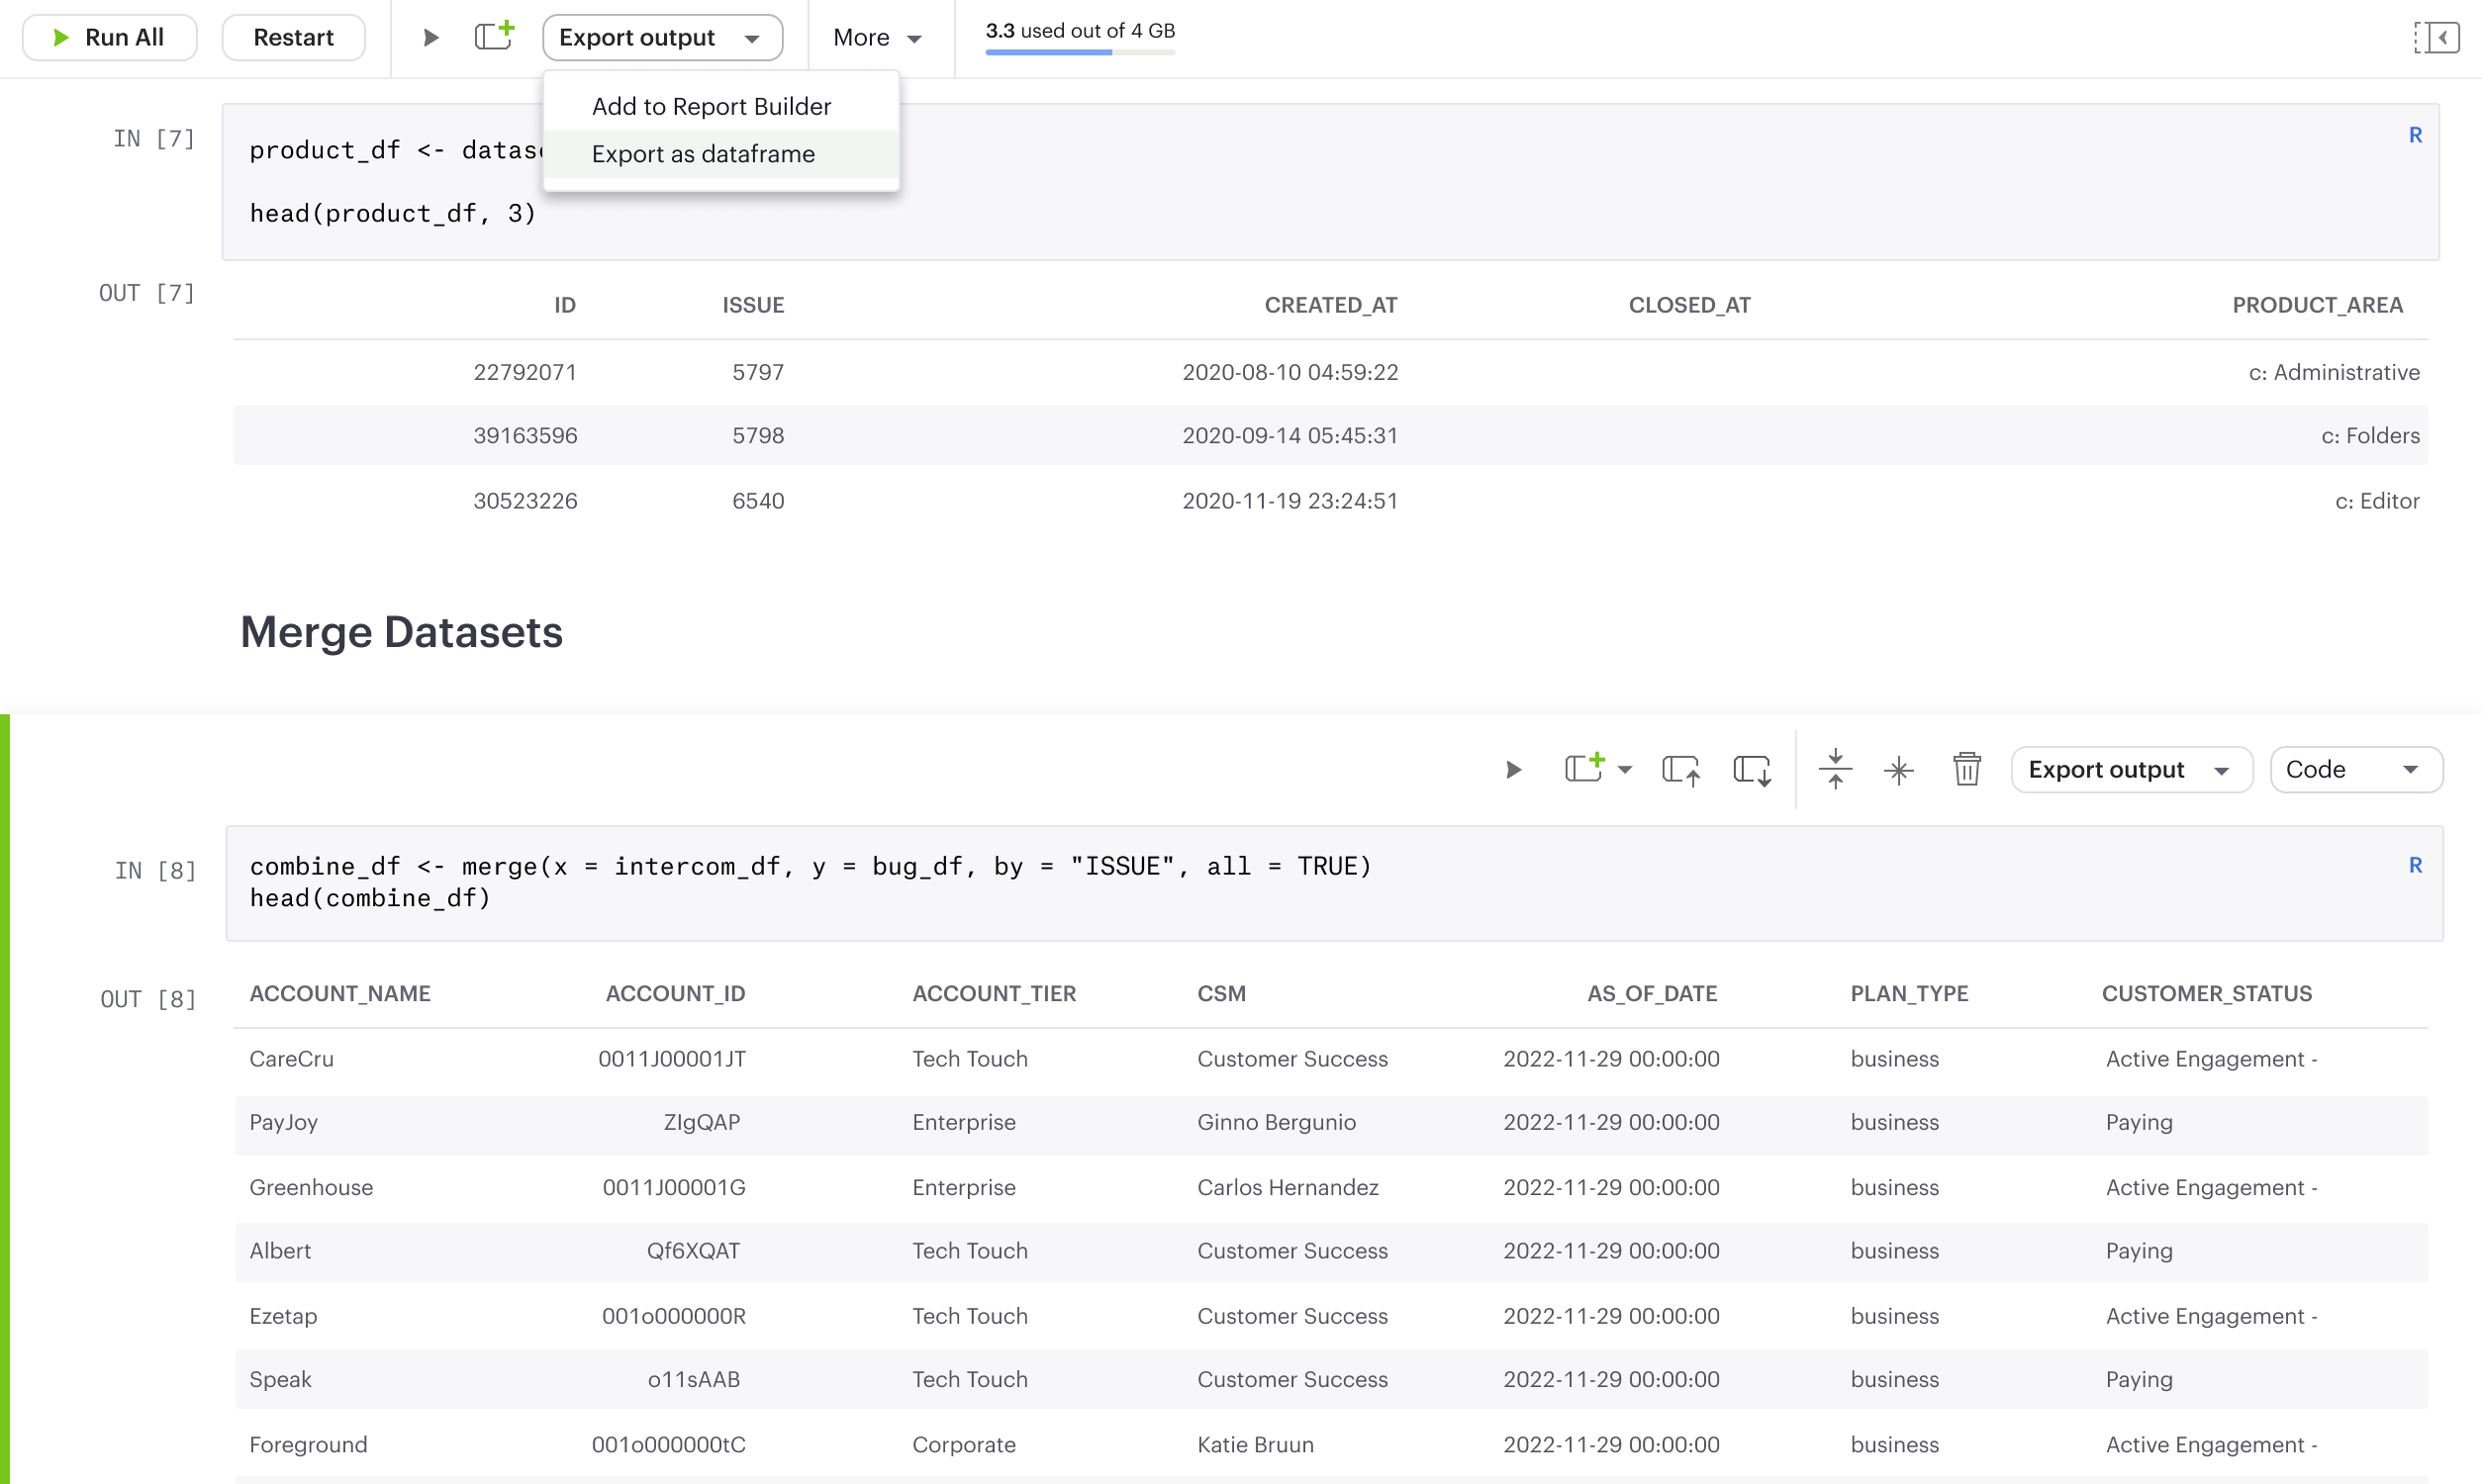 Run All Restart Export output More 3.3 used out of 4 GB
Add to Report Builder
Export as dataframe
IN [7] R
product_df <- datas
head(product_df, 3)
OUT [7]
ID ISSUE CREATED_AT CLOSED_AT PRODUCT_AREA
22792071 5797 2020-08-10 04:59:22 c: Administrative
39163596 5798 2020-09-14 05:45:31 c: Folders
30523226 6540 2020-11-19 23:24:51 c: Editor
Merge Datasets
Export output Code
IN [8] R
combine_df <- merge(x = intercom_df, y = bug_df, by = "ISSUE", all = TRUE)
head(combine_df)
OUT [8]
ACCOUNT_NAME ACCOUNT_ID ACCOUNT_TIER CSM AS_OF_DATE PLAN_TYPE CUSTOMER_STATUS
CareCru 0011J00001JT Tech Touch Customer Success 2022-11-29 00:00:00 business Active Engagement -
PayJoy ZIgQAP Enterprise Ginno Bergunio 2022-11-29 00:00:00 business Paying
Greenhouse 0011J00001G Enterprise Carlos Hernandez 2022-11-29 00:00:00 business Active Engagement -
Albert Qf6XQAT Tech Touch Customer Success 2022-11-29 00:00:00 business Paying
Ezetap 001o000000R Tech Touch Customer Success 2022-11-29 00:00:00 business Active Engagement -
Speak o11sAAB Tech Touch Customer Success 2022-11-29 00:00:00 business Paying
Foreground 001o000000tC Corporate Katie Bruun 2022-11-29 00:00:00 business Active Engagement -